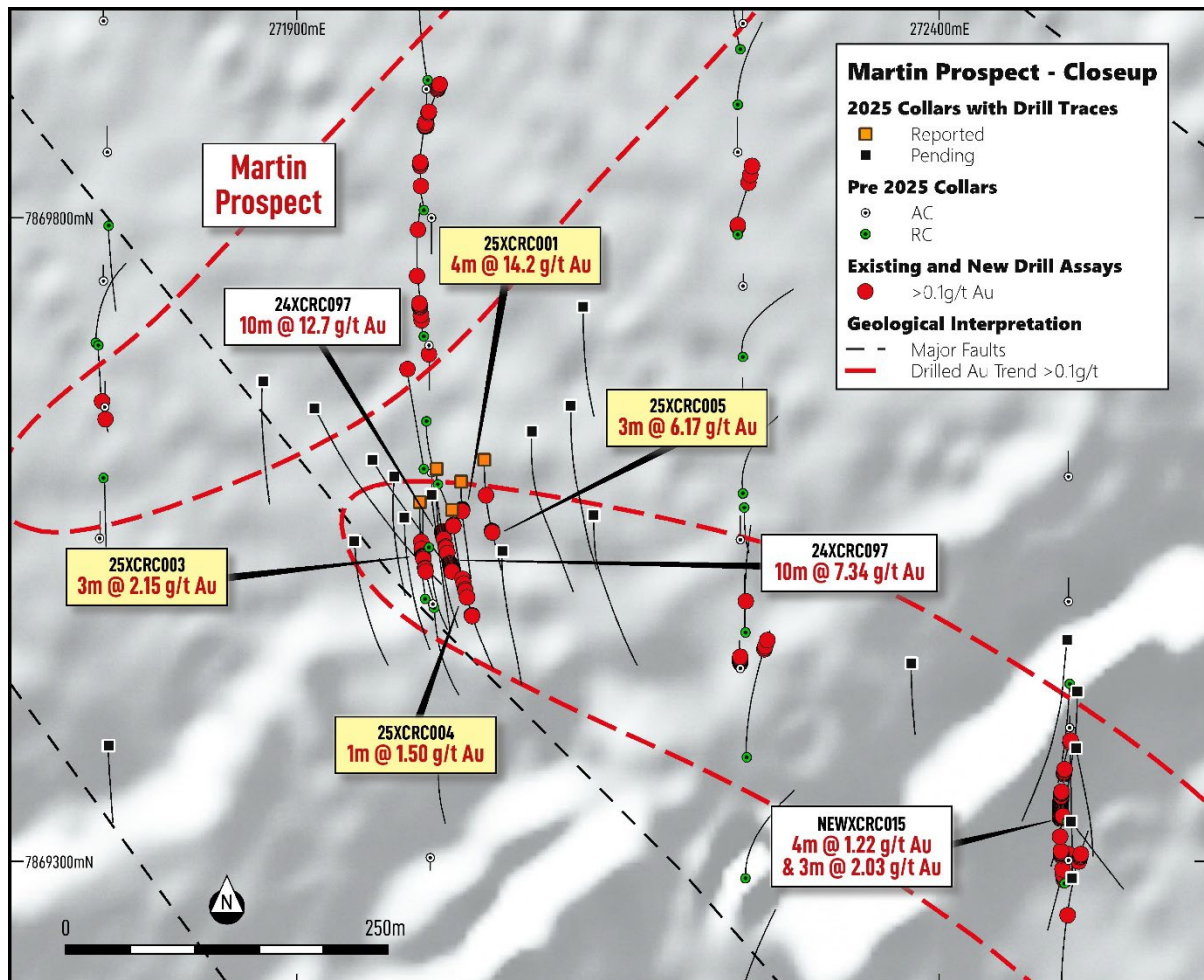 271900mE
272400mE
Martin Prospect - Closeup
2025 Collars with Drill Traces
Reported
Pending
Pre 2025 Collars
AC
RC
Existing and New Drill Assays
>0.1g/t Au
Geological Interpretation
Major Faults
Drilled Au Trend >0.1g/t
Martin
Prospect
7869800mN
25XCRC001
4m @ 14.2 g/t Au
24XCRC097
10m @ 12.7 g/t Au
25XCRC005
3m @ 6.17 g/t Au
25XCRC003
3m @ 2.15 g/t Au
24XCRC097
10m @ 7.34 g/t Au
25XCRC004
1m @ 1.50 g/t Au
NEWXCRC015
4m @ 1.22 g/t Au
& 3m @ 2.03 g/t Au
7869300mN
N
0
250m